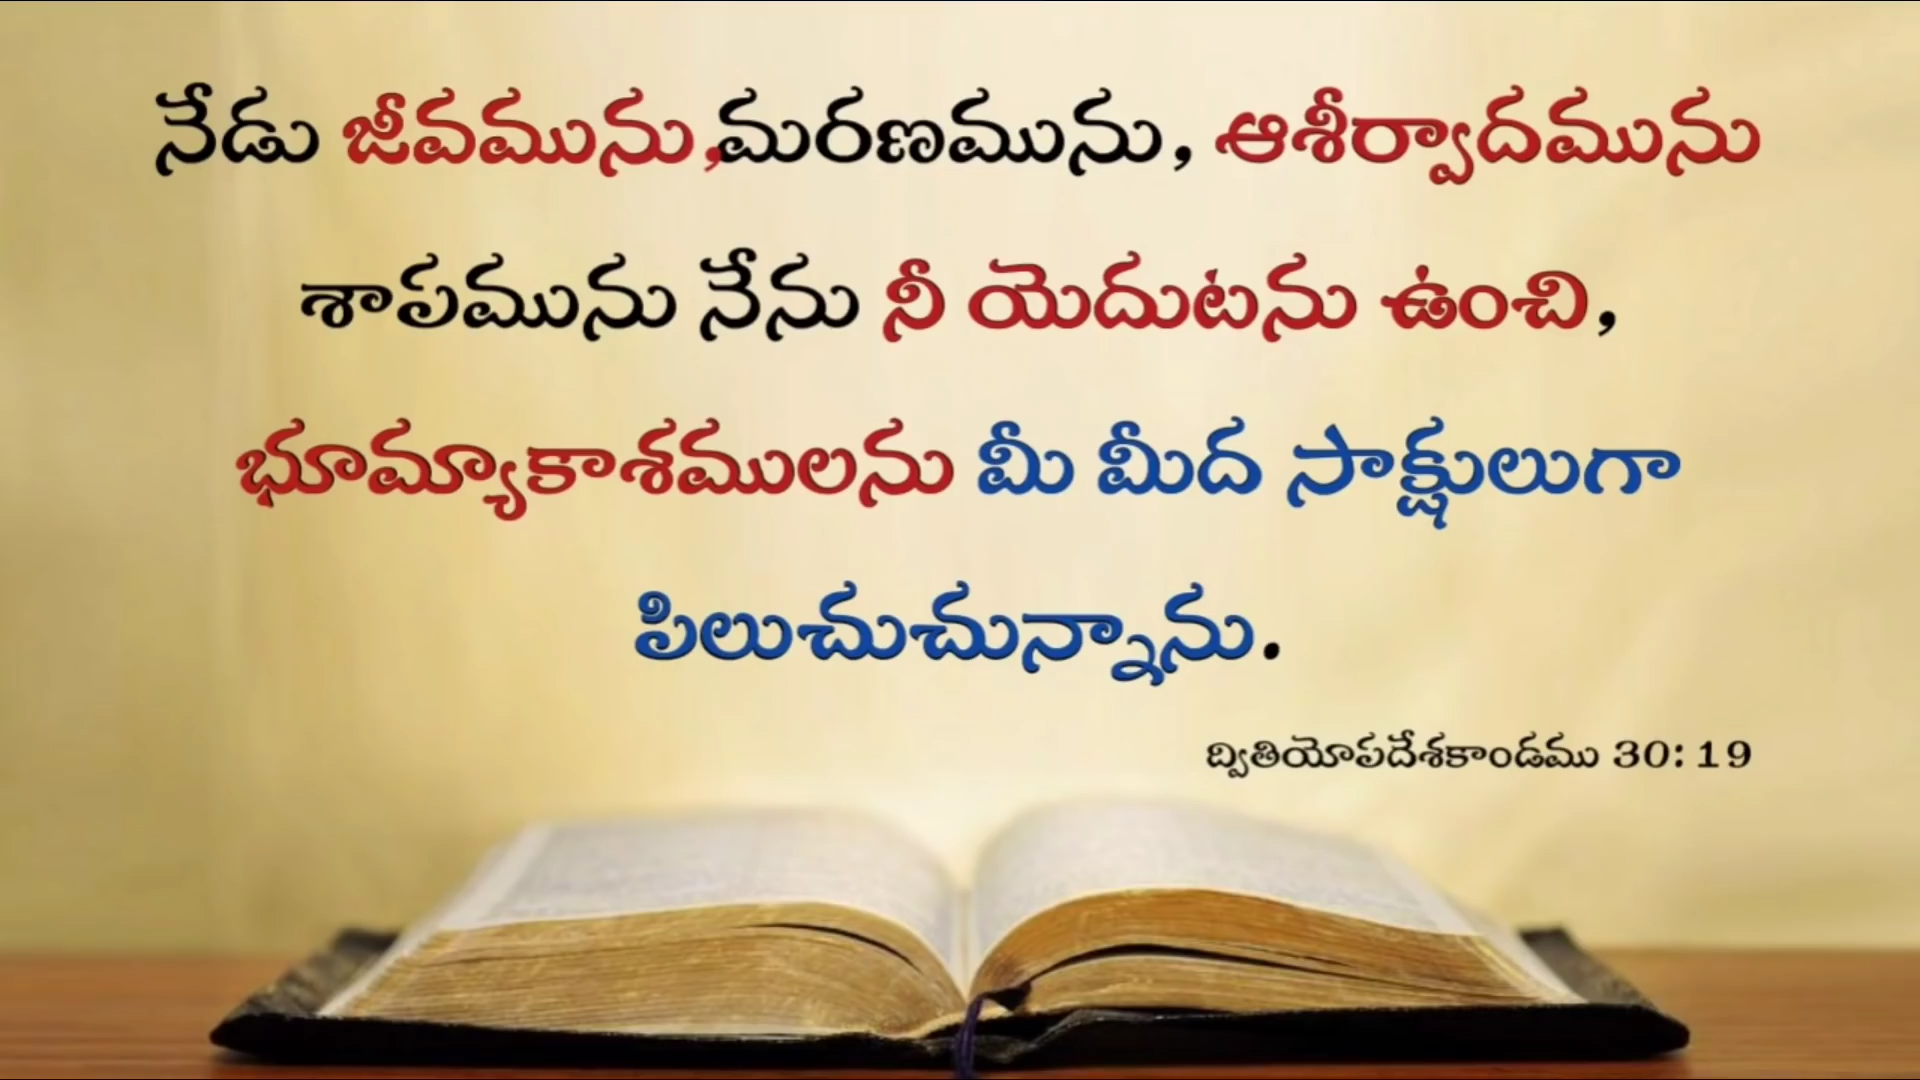 నేడు జీవమును,మరణమును, ఆశీర్వాదమును
శాపమును నేను నీ యెదుటను ఉంచి,
భూమ్యాకాశములను మీ మీద సాక్షులుగా
పిలుచుచున్నాను.
ద్వితియోపదేశకాండము 30:19